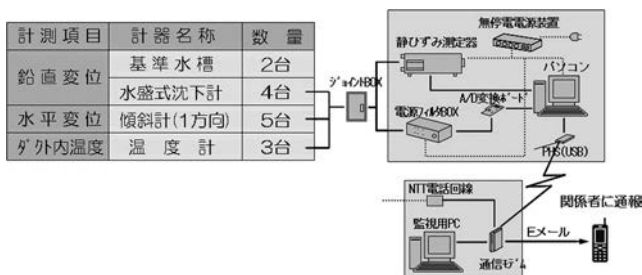 計測項目 計器名称 数量
鉛直変位 基準水槽 2台
水盛式沈下計 4台
水平変位 傾斜計(1方向) 5台
ダクト内温度 温度計 3台
ジョイントBOX
無停電電源装置
静ひずみ測定器
パソコン
A/D変換ボード
電源フィルタBOX
PHS(USB)
NTT電話回線
関係者に通報
監視用PC
Eメール
通信モデム